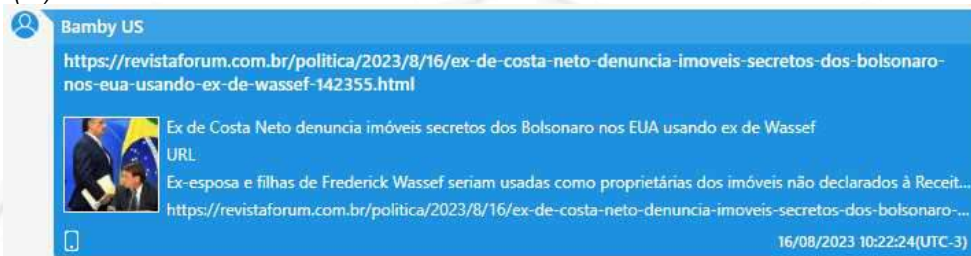 Bamby US
https://revistaforum.com.br/politica/2023/8/16/ex-de-costa-neto-denuncia-imoveis-secretos-dos-bolsonaro-
nos-eua-usando-ex-de-wassef-142355.html
Ex de Costa Neto denuncia imóveis secretos dos Bolsonaro nos EUA usando ex de Wassef
URL
Ex-esposa e filhas de Frederick Wassef seriam usadas como proprietárias dos imóveis não declarados à Receit...
https://revistaforum.com.br/politica/2023/8/16/ex-de-costa-neto-denuncia-imoveis-secretos-dos-bolsonaro-...
16/08/2023 10:22:24(UTC-3)